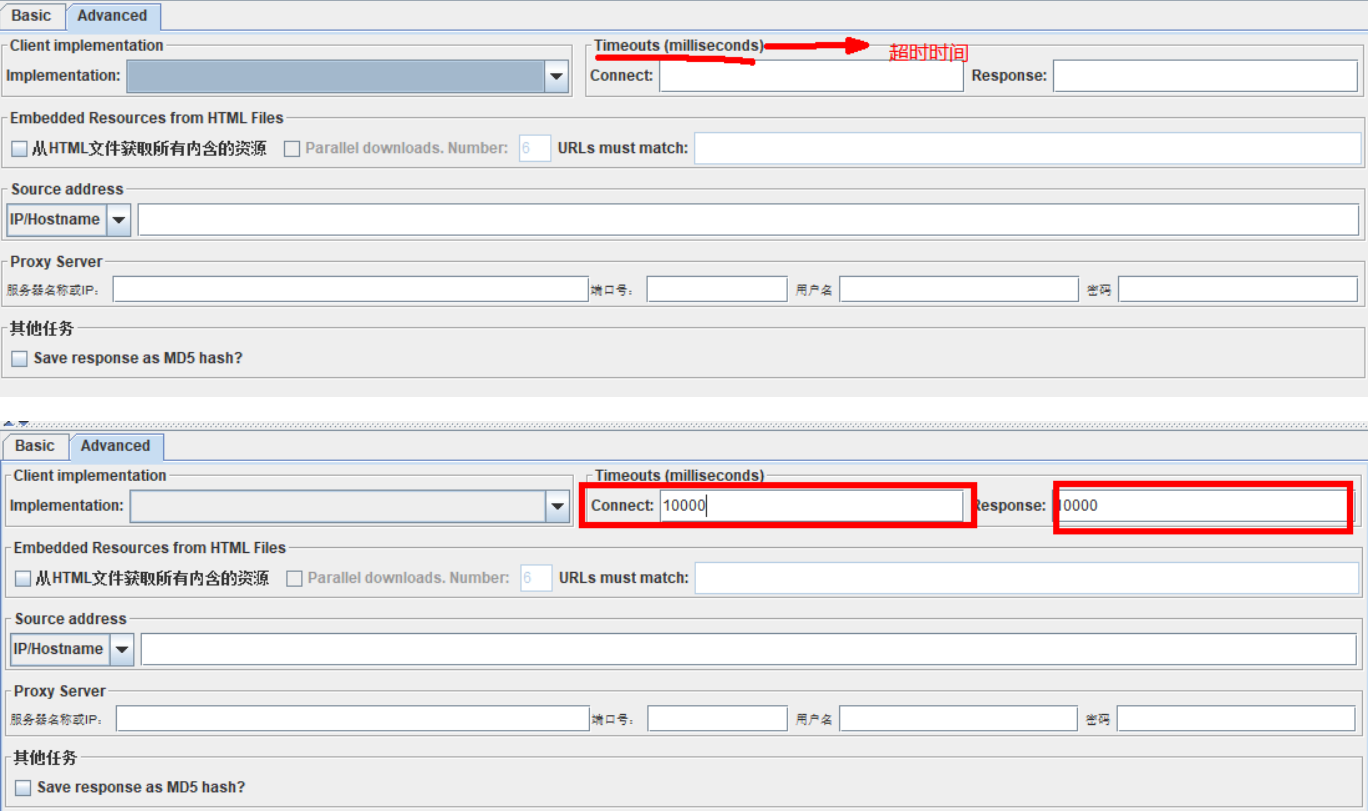 Basic Advanced
Client implementation Timeouts (milliseconds) 超时时间
Implementation: Connect: Response:
Embedded Resources from HTML Files
从HTML文件获取所有内含的资源 Parallel downloads. Number: 6 URLs must match:
Source address
IP/Hostname
Proxy Server
服务器名称或IP: 端口号: 用户名 密码
其他任务
Save response as MD5 hash?
Basic Advanced
Client implementation Timeouts (milliseconds)
Implementation: Connect: 10000 Response: 10000
Embedded Resources from HTML Files
从HTML文件获取所有内含的资源 Parallel downloads. Number: 6 URLs must match:
Source address
IP/Hostname
Proxy Server
服务器名称或IP: 端口号: 用户名 密码
其他任务
Save response as MD5 hash?